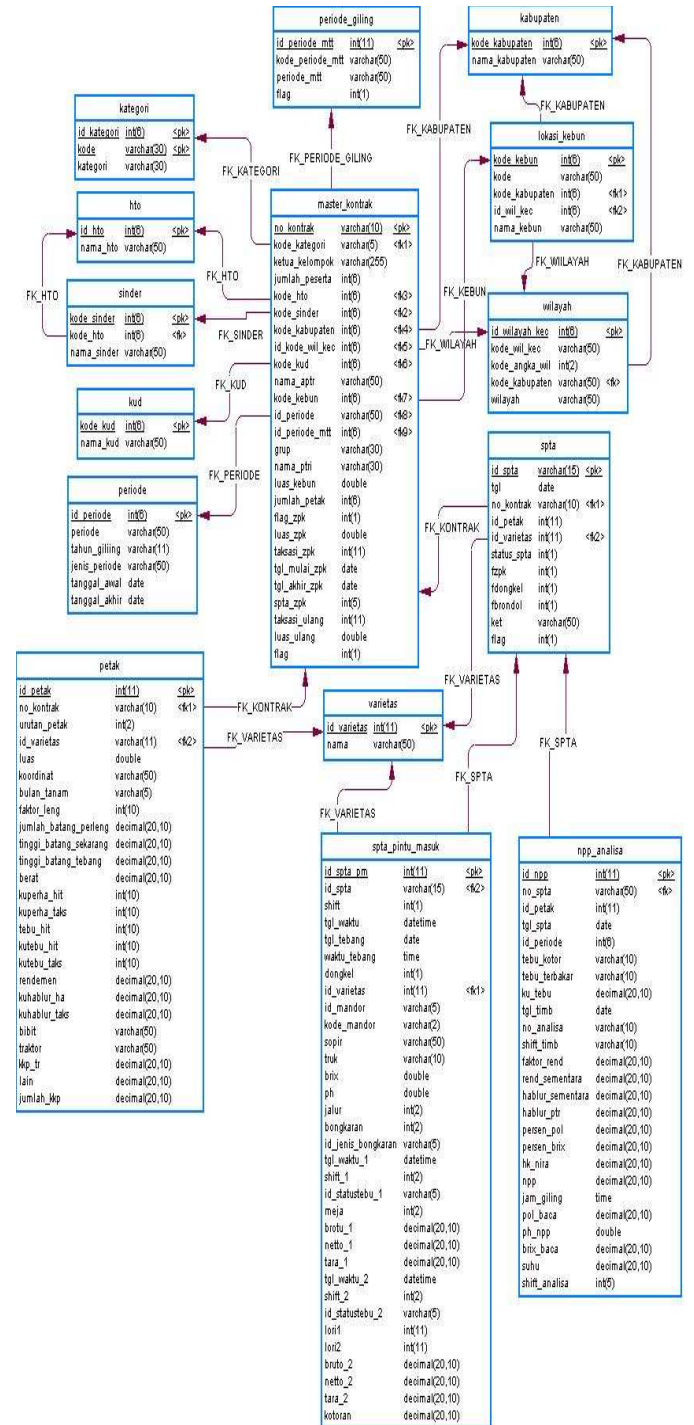 periode_giling
id_periode_mtt int(11) <pk>
kode_periode_mtt varchar(50)
periode_mtt varchar(50)
flag int(1)
kabupaten
kode_kabupaten int(6) <pk>
nama_kabupaten varchar(50)
kategori
id_kategori int(6) <pk>
kode varchar(30) <pk>
kategori varchar(30)
FK_KATEGORI
FK_PERIODE_GILING
FK_KABUPATEN
FK_KABUPATEN
lokasi_kebun
kode_kebun int(6) <pk>
kode varchar(50)
kode_kabupaten int(6) <fk1>
id_wil_kec int(6) <fk2>
nama_kebun varchar(50)
FK_WILAYAH
FK_KABUPATEN
FK_KEBUN
hto
id_hto int(6) <pk>
nama_hto varchar(50)
FK_HTO
FK_HTO
sinder
kode_sinder int(6) <pk>
kode_hto int(6) <fk>
nama_sinder varchar(50)
FK_SINDER
kud
kode_kud int(6) <pk>
nama_kud varchar(50)
FK_KUD
periode
id_periode int(6) <pk>
periode varchar(50)
tahun_giliing varchar(11)
jenis_periode varchar(50)
tanggal_awal date
tanggal_akhir date
FK_PERIODE
master_kontrak
no_kontrak varchar(10) <pk>
kode_kategori varchar(5) <fk1>
ketua_kelompok varchar(255)
jumlah_peserta int(6)
kode_hto int(6) <fk3>
kode_sinder int(6) <fk2>
kode_kabupaten int(6) <fk4>
id_kode_wil_kec int(6) <fk5>
kode_kud int(6) <fk6>
nama_aptr varchar(50)
kode_kebun int(6) <fk7>
id_periode varchar(50) <fk8>
id_periode_mtt int(6) <fk9>
grup varchar(30)
nama_ptri varchar(30)
luas_kebun double
jumlah_petak int(6)
flag_zpk int(1)
luas_zpk double
taksasi_zpk int(11)
tgl_mulai_zpk date
tgl_akhir_zpk date
spta_zpk int(5)
taksasi_ulang int(11)
luas_ulang double
flag int(1)
FK_WILAYAH
wilayah
id_wilayah_kec int(6) <pk>
kode_wil_kec varchar(50)
kode_angka_wil int(2)
kode_kabupaten varchar(50) <fk>
wilayah varchar(50)
spta
id_spta varchar(15) <pk>
tgl date
no_kontrak varchar(10) <fk1>
id_petak int(11)
id_varietas int(11) <fk2>
status_spta int(1)
fzpk int(1)
fdongkel int(1)
fbrondol int(1)
ket varchar(50)
flag int(1)
FK_KONTRAK
FK_VARIETAS
petak
id_petak int(11) <pk>
no_kontrak varchar(10) <fk1>
urutan_petak int(2)
id_varietas varchar(11) <fk2>
luas double
koordinat varchar(50)
bulan_tanam varchar(5)
faktor_leng int(10)
jumlah_batang_perleng decimal(20,10)
tinggi_batang_sekarang decimal(20,10)
tinggi_batang_tebang decimal(20,10)
berat decimal(20,10)
kuperha_hit int(10)
kuperha_taks int(10)
tebu_hit int(10)
kutebu_hit int(10)
kutebu_taks int(10)
rendemen decimal(20,10)
kuhablur_ha decimal(20,10)
kuhablur_taks decimal(20,10)
bibit varchar(50)
traktor varchar(50)
kkp_tr decimal(20,10)
lain decimal(20,10)
jumlah_kkp decimal(20,10)
FK_KONTRAK
FK_VARIETAS
varietas
id_varietas int(11) <pk>
nama varchar(50)
FK_VARIETAS
FK_SPTA
FK_SPTA
spta_pintu_masuk
id_spta_pm int(11) <pk>
id_spta varchar(15) <fk2>
shift int(1)
tgl_waktu datetime
tgl_tebang date
waktu_tebang time
dongkel int(1)
id_varietas int(11) <fk1>
id_mandor varchar(5)
kode_mandor varchar(2)
sopir varchar(50)
truk varchar(10)
brix double
ph double
jalur int(2)
bongkaran int(2)
id_jenis_bongkaran varchar(5)
tgl_waktu_1 datetime
shift_1 int(2)
id_statustebu_1 varchar(5)
meja int(2)
brotu_1 decimal(20,10)
netto_1 decimal(20,10)
tara_1 decimal(20,10)
tgl_waktu_2 datetime
shift_2 int(2)
id_statustebu_2 varchar(5)
lori1 int(11)
lori2 int(11)
bruto_2 decimal(20,10)
netto_2 decimal(20,10)
tara_2 decimal(20,10)
kotoran decimal(20,10)
npp_analisa
id_npp int(11) <pk>
no_spta varchar(50) <fk>
id_petak int(11)
tgl_spta date
id_periode int(6)
tebu_kotor varchar(10)
tebu_terbakar varchar(10)
ku_tebu decimal(20,10)
tgl_timb date
no_analisa varchar(10)
shift_timb varchar(10)
faktor_rend decimal(20,10)
rend_sementara decimal(20,10)
hablur_sementara decimal(20,10)
hablur_ptr decimal(20,10)
persen_pol decimal(20,10)
persen_brix decimal(20,10)
hk_nira decimal(20,10)
npp decimal(20,10)
jam_giling time
pol_baca decimal(20,10)
ph_npp double
brix_baca decimal(20,10)
suhu decimal(20,10)
shift_analisa int(5)